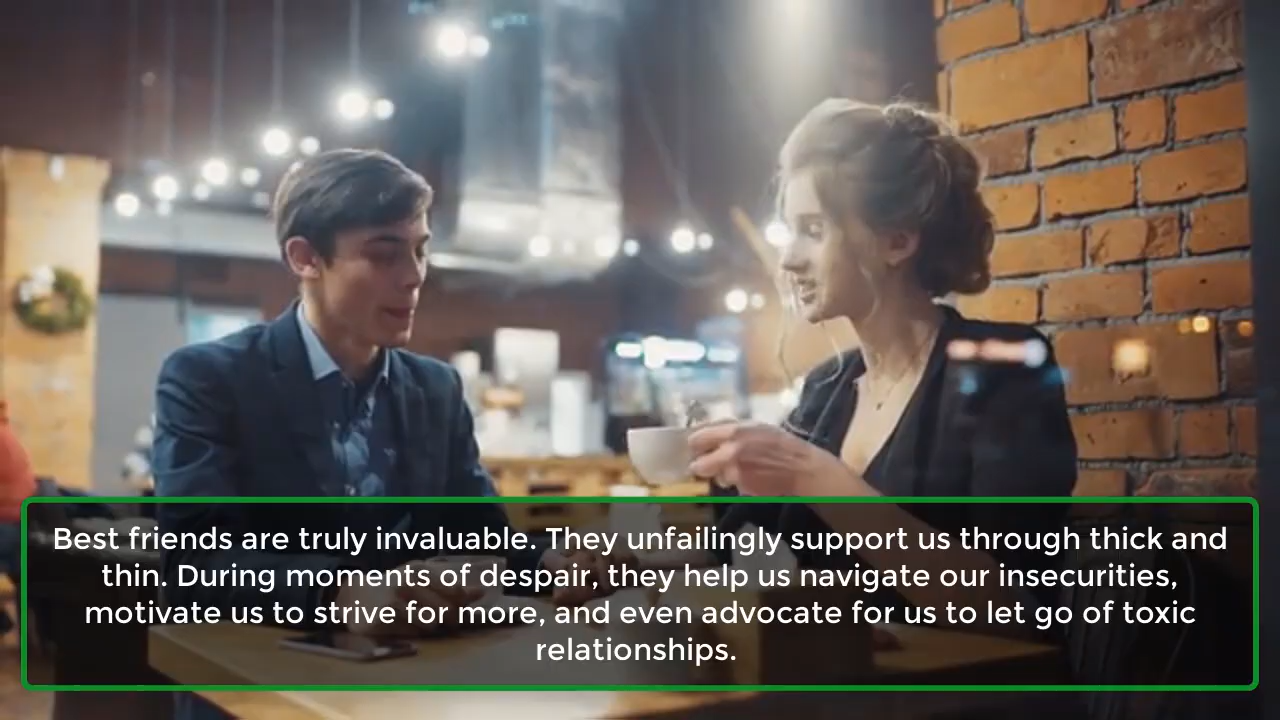 Best friends are truly invaluable. They unfailingly support us through thick and
thin. During moments of despair, they help us navigate our insecurities,
motivate us to strive for more, and even advocate for us to let go of toxic
relationships.